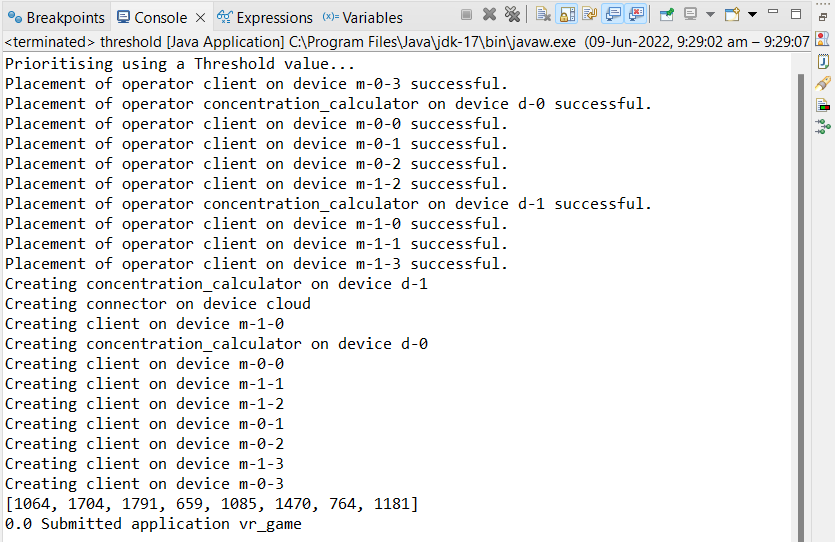 Breakpoints Console Expressions (x)= Variables
<terminated> threshold [Java Application] C:\Program Files\Java\jdk-17\bin\javaw.exe (09-Jun-2022, 9:29:02 am – 9:29:07
Prioritising using a Threshold value...
Placement of operator client on device m-0-3 successful.
Placement of operator concentration_calculator on device d-0 successful.
Placement of operator client on device m-0-0 successful.
Placement of operator client on device m-0-1 successful.
Placement of operator client on device m-0-2 successful.
Placement of operator client on device m-1-2 successful.
Placement of operator concentration_calculator on device d-1 successful.
Placement of operator client on device m-1-0 successful.
Placement of operator client on device m-1-1 successful.
Placement of operator client on device m-1-3 successful.
Creating concentration_calculator on device d-1
Creating connector on device cloud
Creating client on device m-1-0
Creating concentration_calculator on device d-0
Creating client on device m-0-0
Creating client on device m-1-1
Creating client on device m-1-2
Creating client on device m-0-1
Creating client on device m-0-2
Creating client on device m-1-3
Creating client on device m-0-3
[1064, 1704, 1791, 659, 1085, 1470, 764, 1181]
0.0 Submitted application vr_game